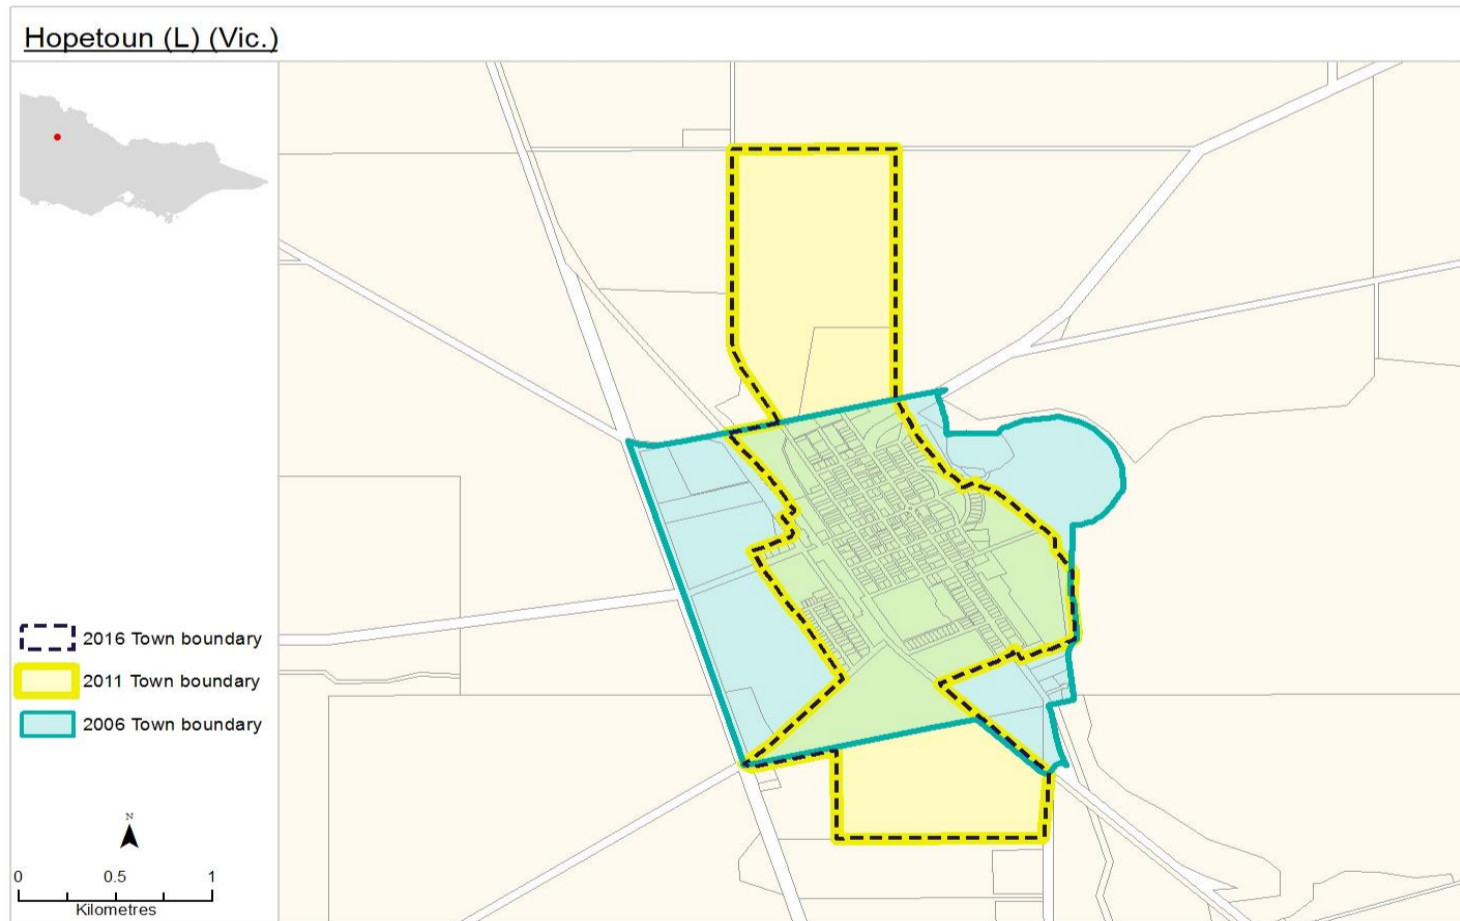 Hopetoun (L) (Vic.)
2016 Town boundary
2011 Town boundary
2006 Town boundary
N
0 0.5 1
Kilometres